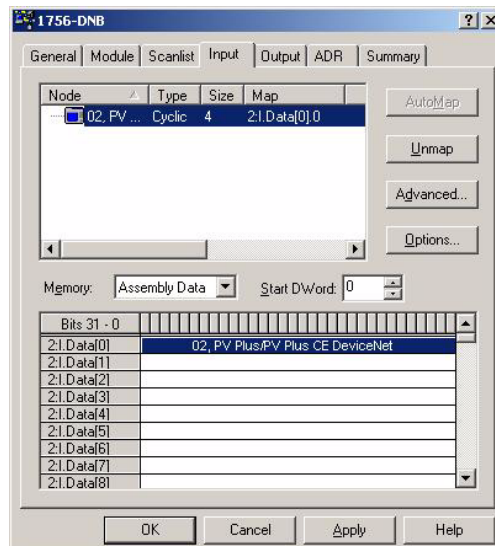 1756-DNB
General Module Scanlist Input Output ADR Summary
Node Type Size Map
02, PV ... Cyclic 4 2:I.Data[0].0
AutoMap
Unmap
Advanced...
Options...
Memory: Assembly Data Start DWord: 0
Bits 31 - 0
2:I.Data[0] 02, PV Plus/PV Plus CE DeviceNet
2:I.Data[1]
2:I.Data[2]
2:I.Data[3]
2:I.Data[4]
2:I.Data[5]
2:I.Data[6]
2:I.Data[7]
2:I.Data[8]
OK Cancel Apply Help